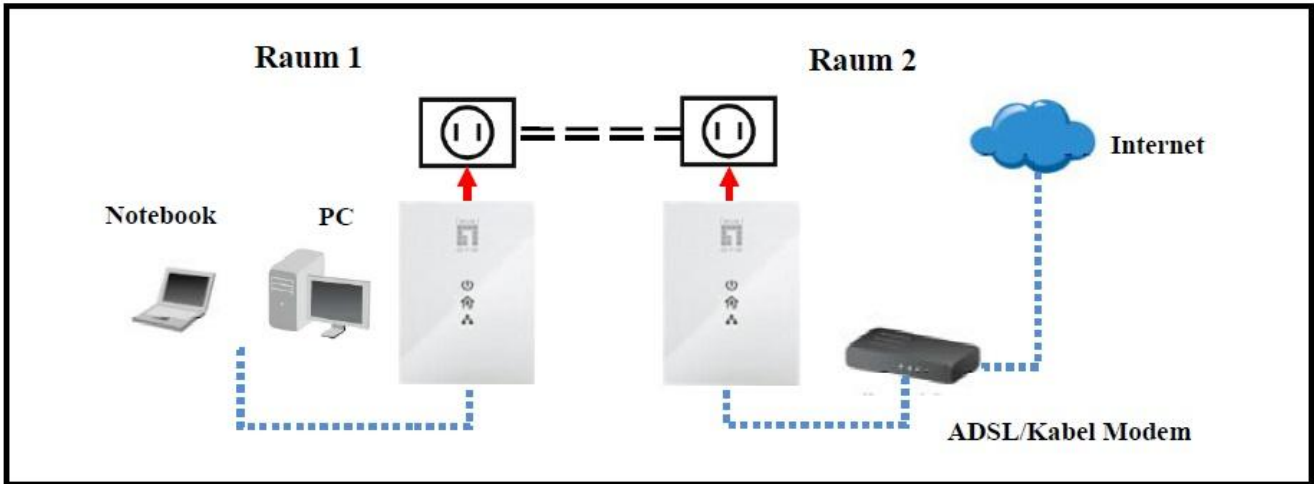 Raum 1
Raum 2
Internet
Notebook
PC
ADSL/Kabel Modem